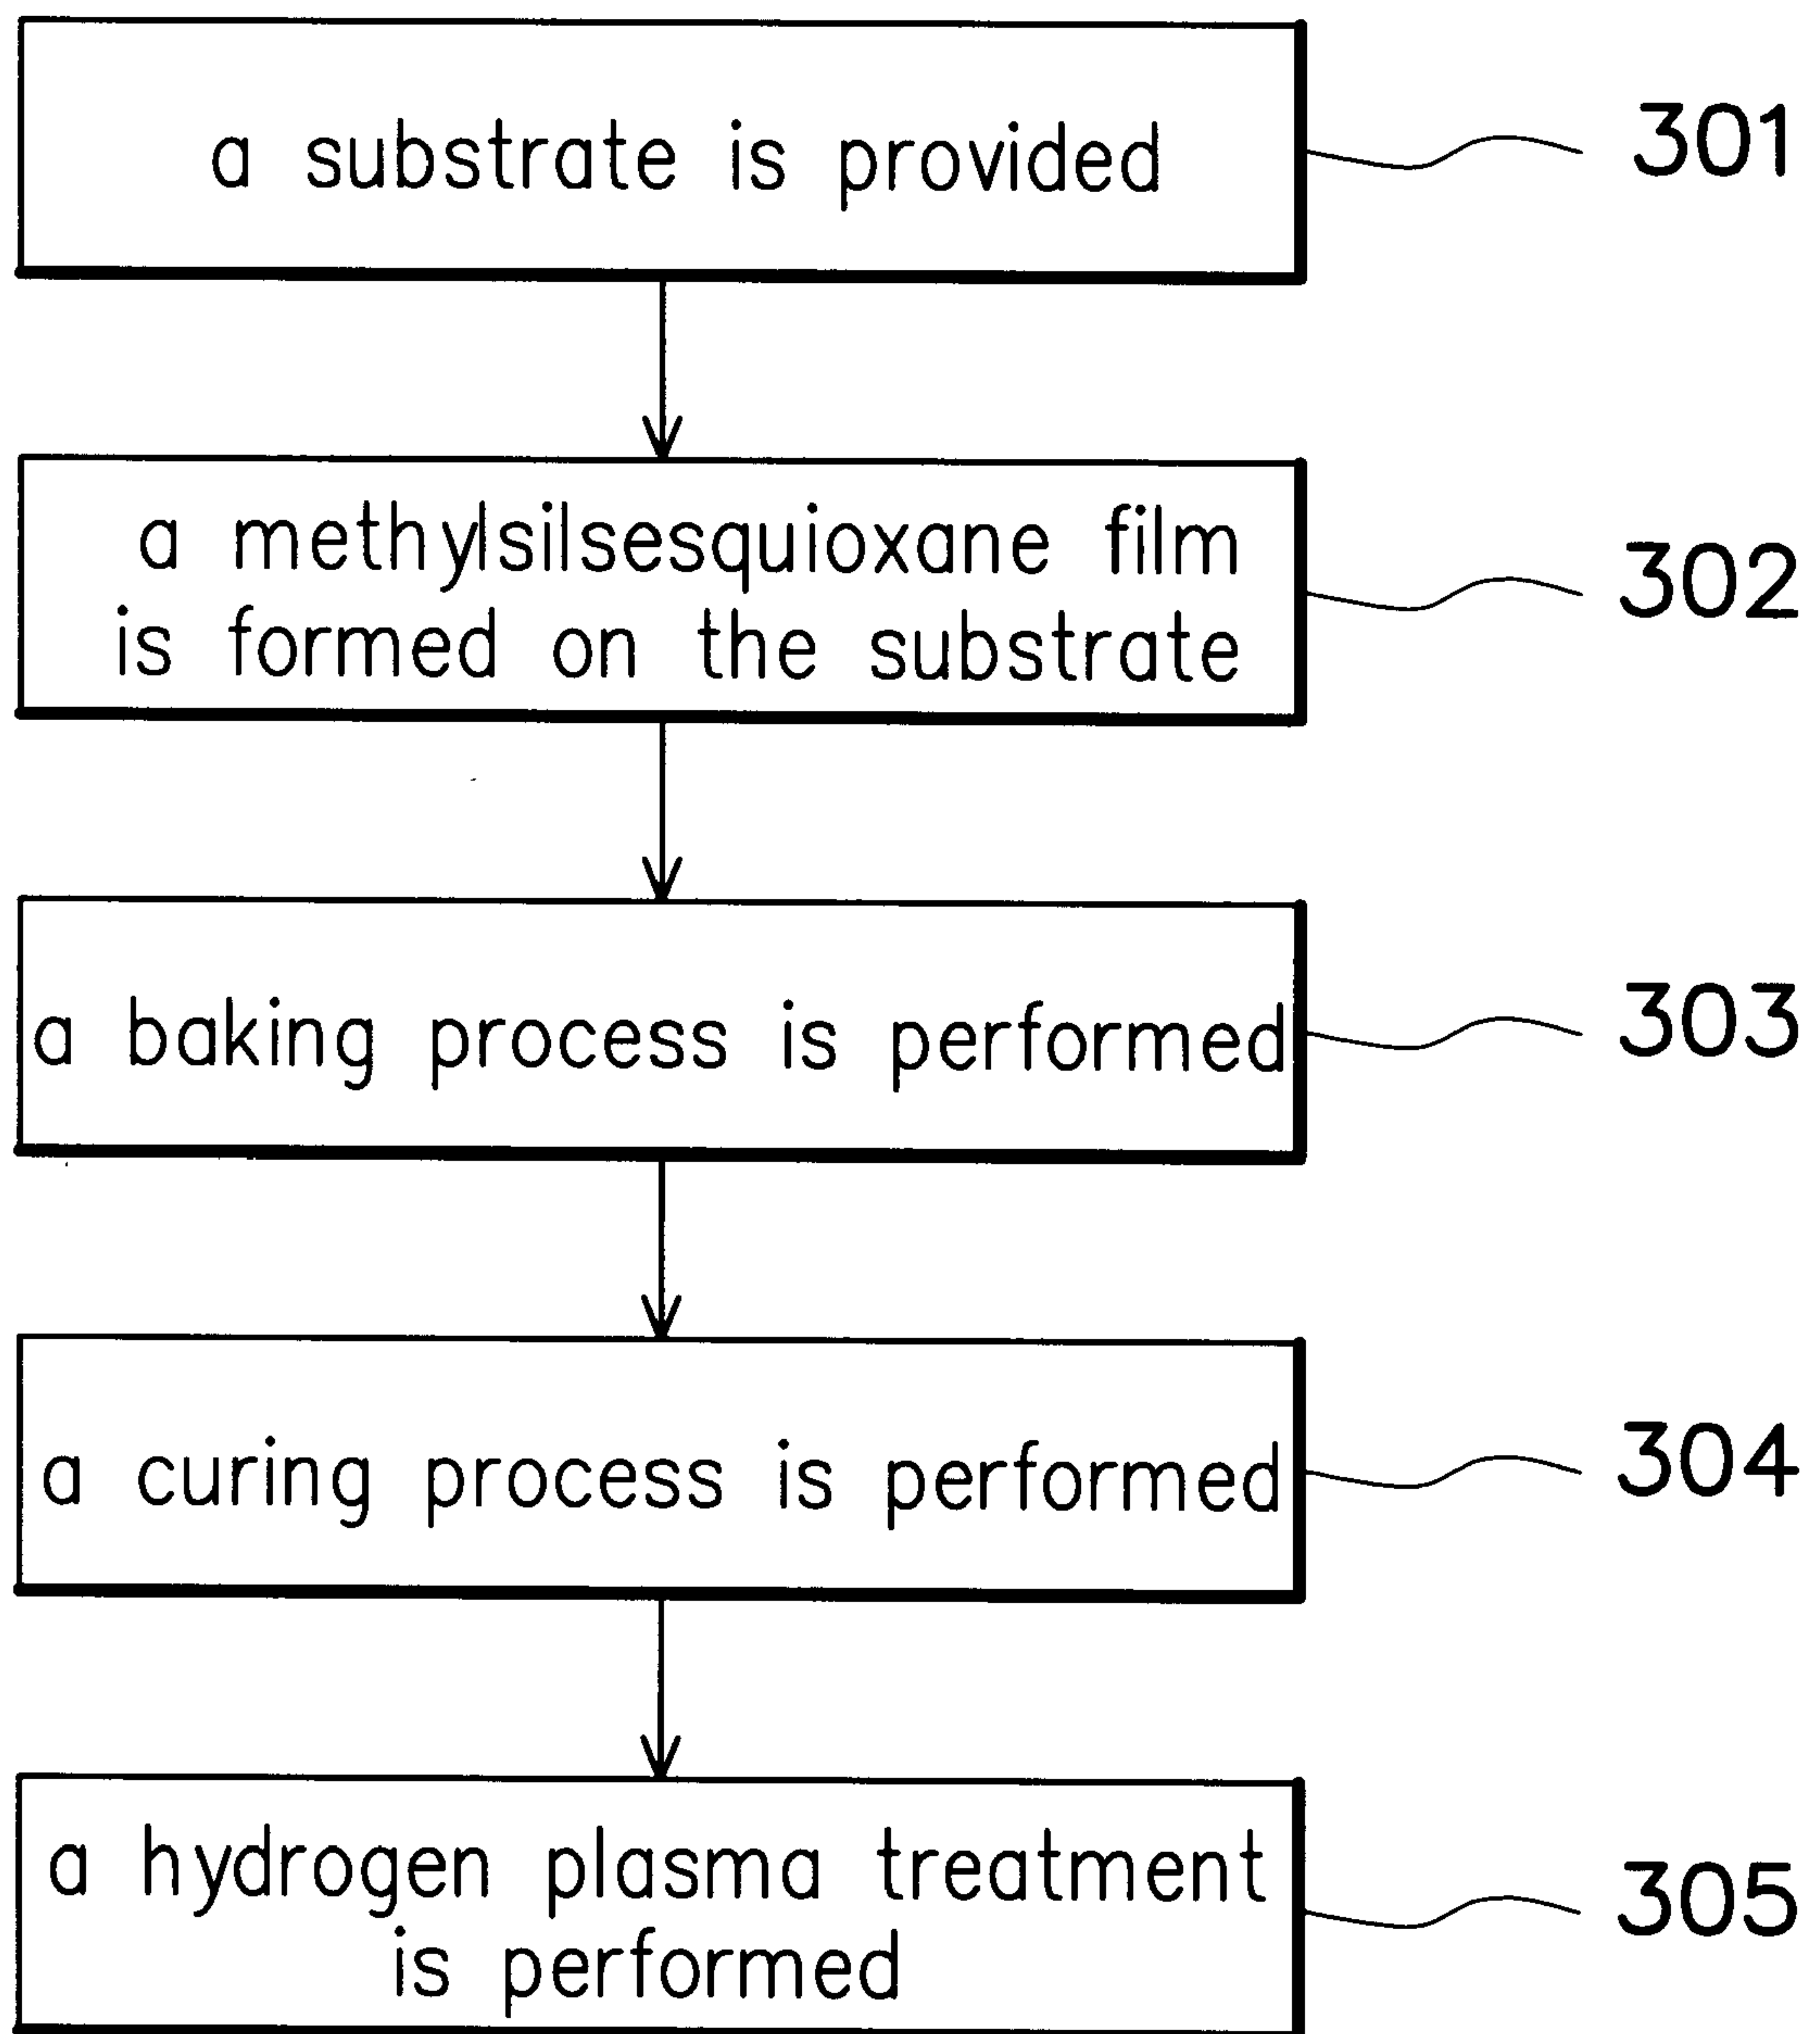 a substrate is provided
301
a methylsilsesquioxane film
is formed on the substrate
302
a baking process is performed
303
a curing process is performed
304
a hydrogen plasma treatment
is performed
305